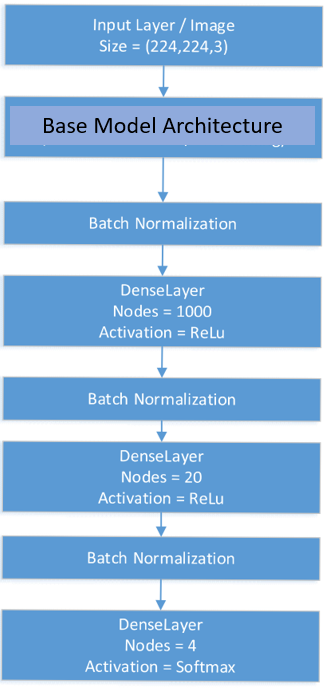 Input Layer / Image
Size = (224,224,3)
Base Model Architecture
Batch Normalization
DenseLayer
Nodes = 1000
Activation = ReLu
Batch Normalization
DenseLayer
Nodes = 20
Activation = ReLu
Batch Normalization
DenseLayer
Nodes = 4
Activation = Softmax